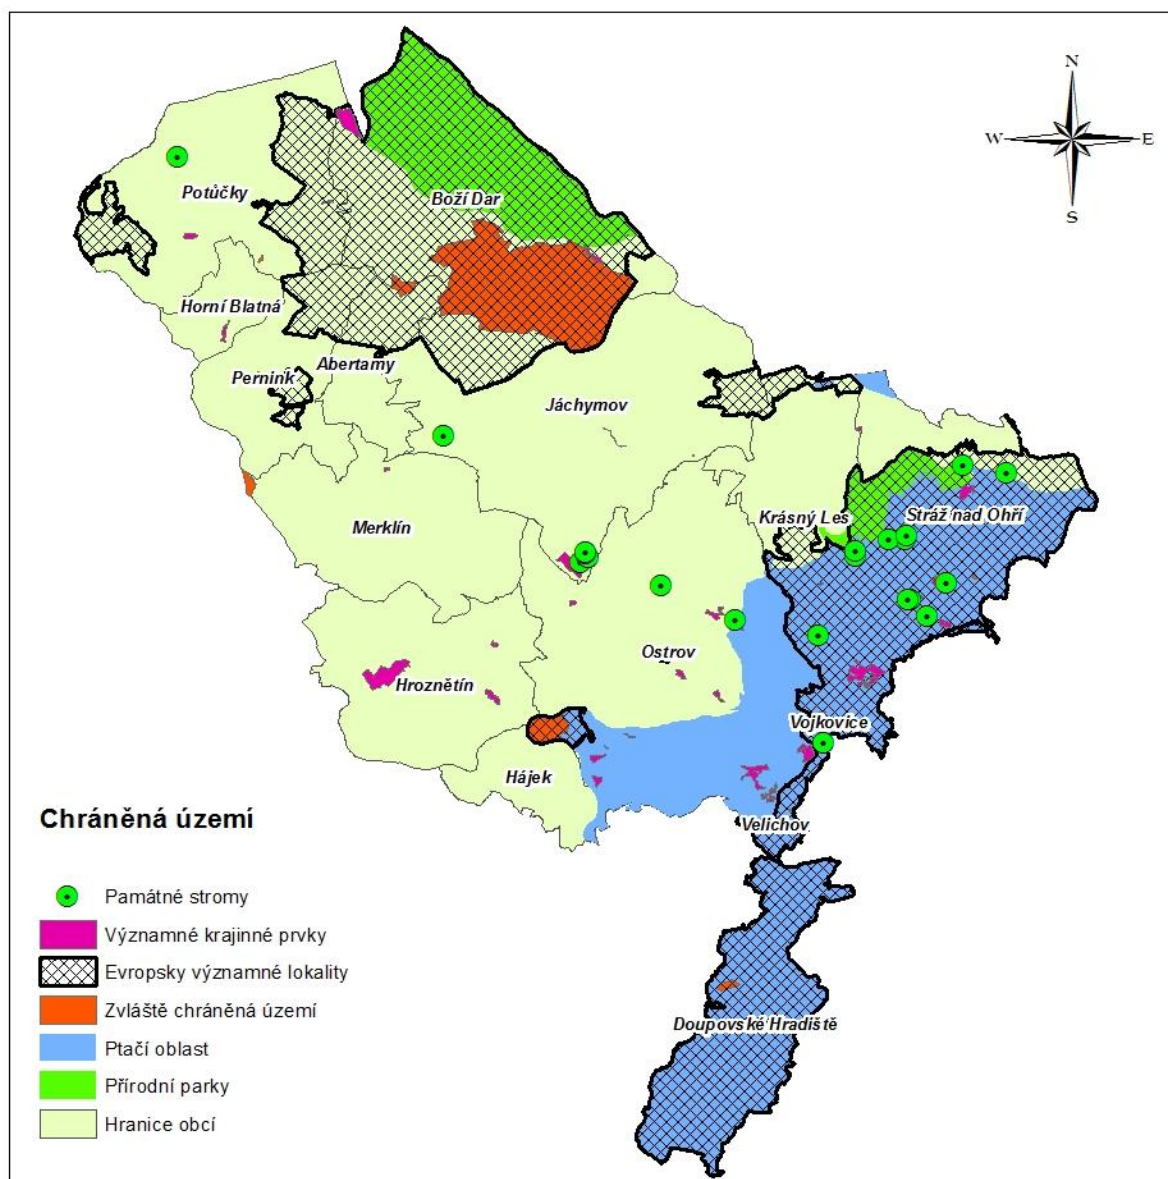 N
W
E
S
Potůčky
Boží Dar
Horní Blatná
Abertamy
Pernink
Jáchymov
Merklín
Krásný Les
Stráž nad Ohří
Ostrov
Hroznětín
Vojkovice
Hájek
Velichov
Doupovské Hradiště
Chráněná území
Památné stromy
Významné krajinné prvky
Evropsky významné lokality
Zvláště chráněná území
Ptačí oblast
Přírodní parky
Hranice obcí